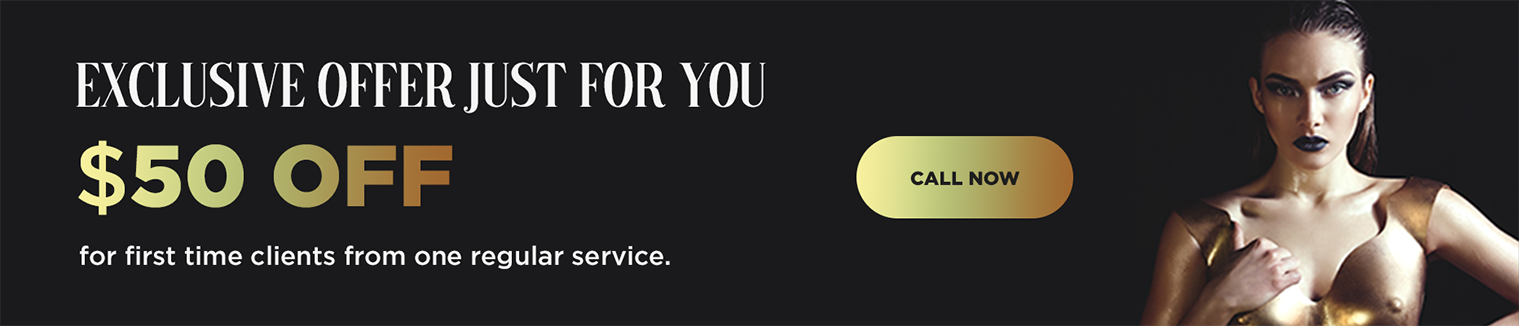 EXCLUSIVE OFFER JUST FOR YOU
$50 OFF
for first time clients from one regular service.
CALL NOW